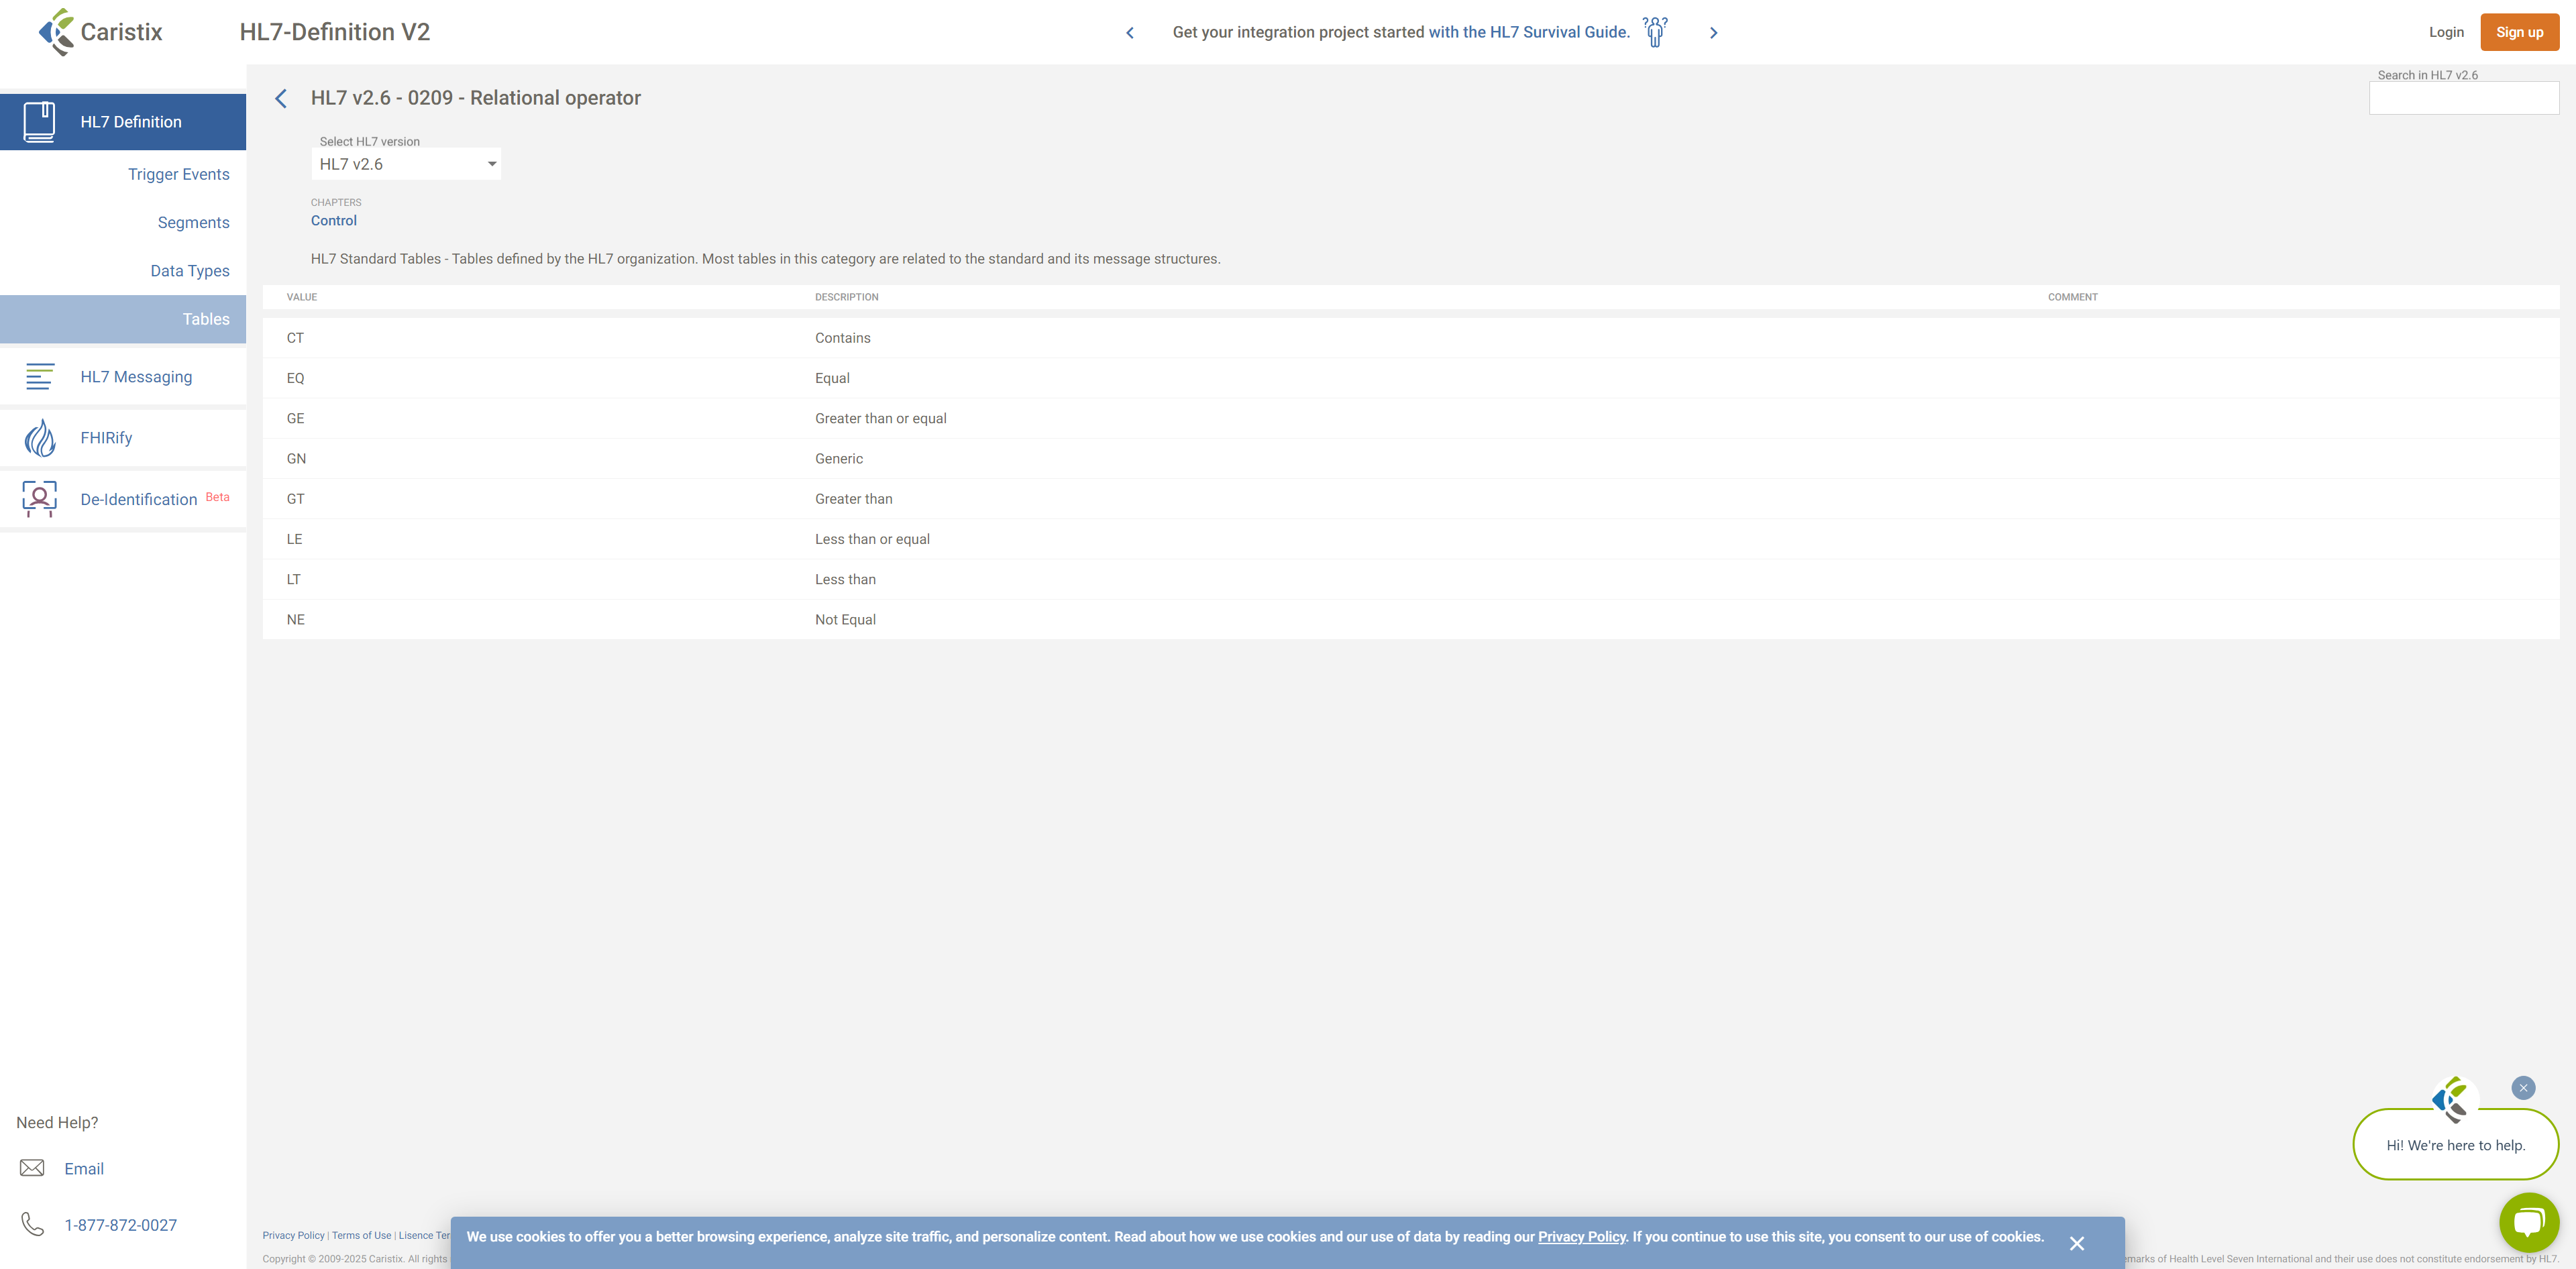 Caristix
HL7-Definition V2
Get your integration project started with the HL7 Survival Guide.
Login
Sign up
HL7 Definition
Trigger Events
Segments
Data Types
Tables
HL7 Messaging
FHIRify
De-Identification Beta
Need Help?
Email
1-877-872-0027
HL7 v2.6 - 0209 - Relational operator
Search in HL7 v2.6
Select HL7 version
HL7 v2.6
CHAPTERS
Control
HL7 Standard Tables - Tables defined by the HL7 organization. Most tables in this category are related to the standard and its message structures.
VALUE DESCRIPTION COMMENT
CT Contains
EQ Equal
GE Greater than or equal
GN Generic
GT Greater than
LE Less than or equal
LT Less than
NE Not Equal
Hi! We're here to help.
Privacy Policy | Terms of Use | Lisence Ter
We use cookies to offer you a better browsing experience, analyze site traffic, and personalize content. Read about how we use cookies and our use of data by reading our Privacy Policy. If you continue to use this site, you consent to our use of cookies.
Copyright © 2009-2025 Caristix. All rights
emarks of Health Level Seven International and their use does not constitute endorsement by HL7.